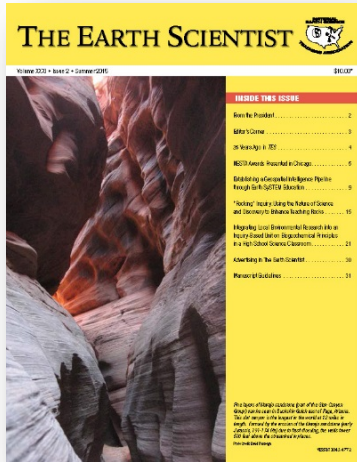 THE EARTH SCIENTIST
Volume XXXI • Issue 2 • Summer 2015
$10.00*
INSIDE THIS ISSUE
From the President . . . . . . . . . . . . . . 2
Editor's Corner . . . . . . . . . . . . . . 3
25 Years Ago in TES . . . . . . . . . . . . . . 4
NESTA Awards Presented in Chicago . . . . . . . 5
Establishing a Geospatial Intelligence Pipeline
through Earth SySTEM Education . . . . . . . . . 9
"Rocking" Inquiry: Using the Nature of Science
and Discovery to Enhance Teaching Rocks . . . . . . 15
Integrating Local Environmental Research into an
Inquiry-Based Unit on Biogeochemical Principles
in a High School Science Classroom . . . . . . . 21
Advertising in The Earth Scientist . . . . . . . . 30
Manuscript Guidelines . . . . . . . . . . . . 31